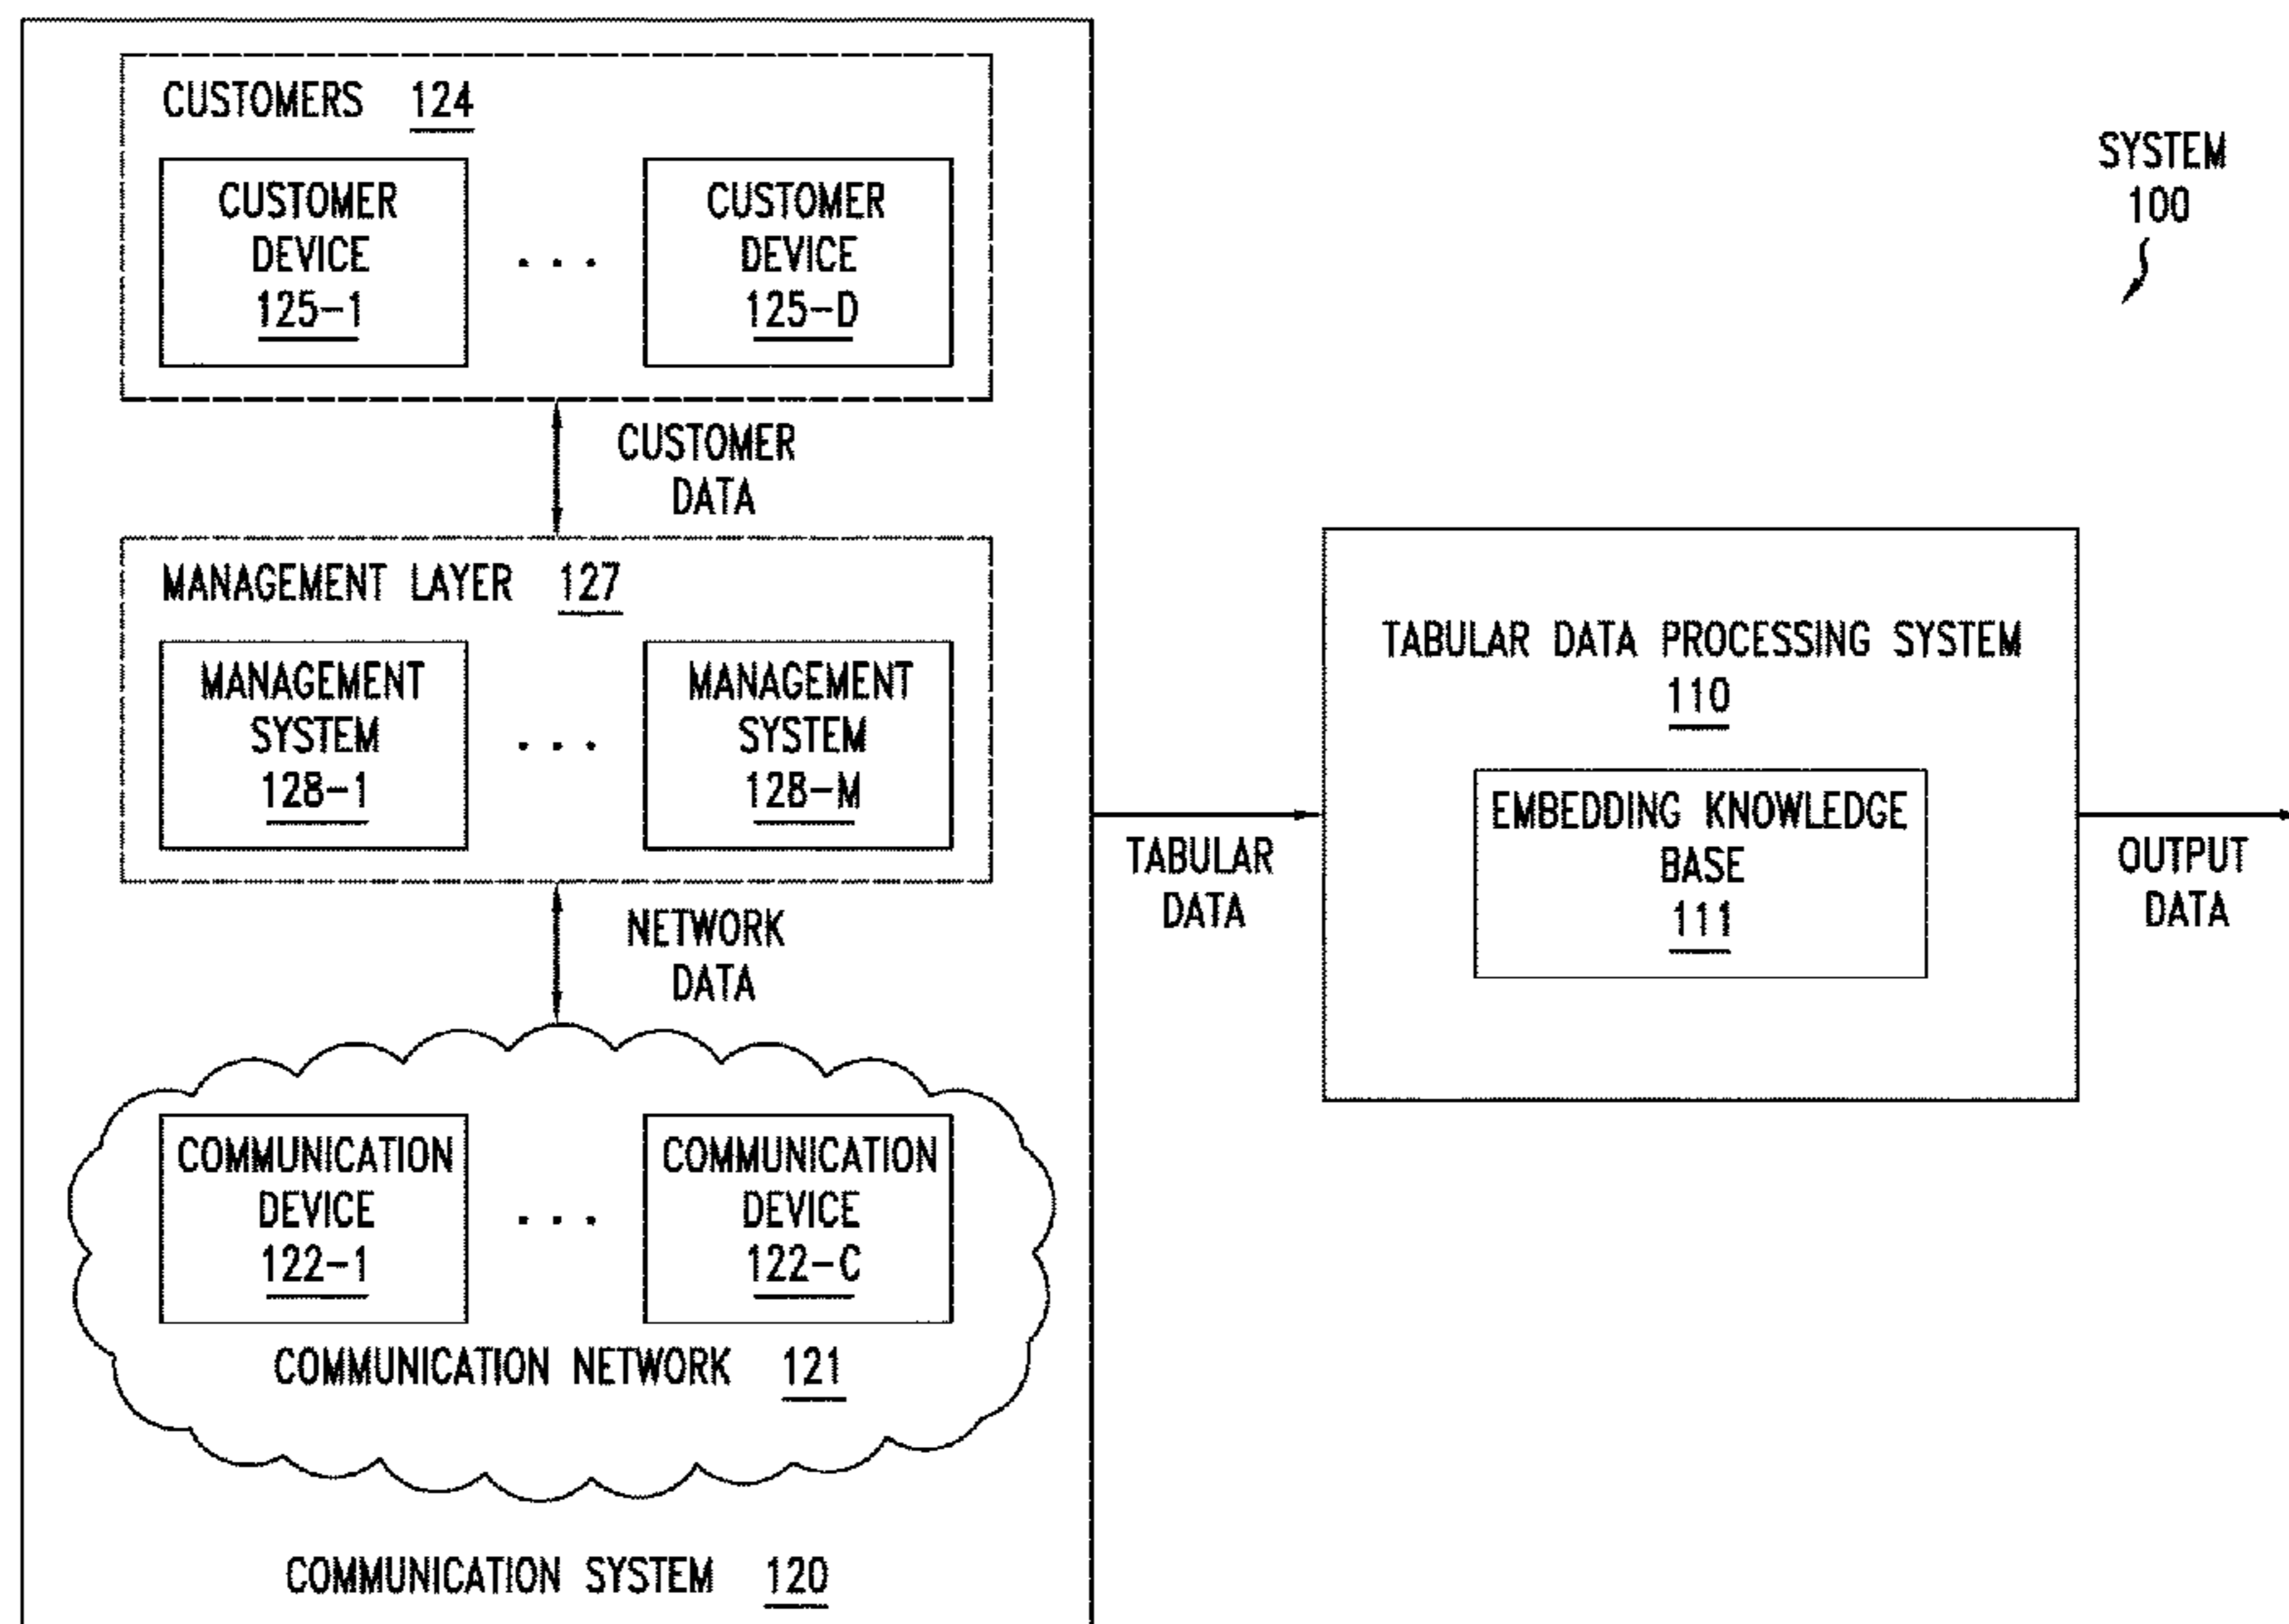 CUSTOMERS 124
CUSTOMER
DEVICE
125-1
. . .
CUSTOMER
DEVICE
125-D
CUSTOMER
DATA
MANAGEMENT LAYER 127
MANAGEMENT
SYSTEM
128-1
. . .
MANAGEMENT
SYSTEM
128-M
NETWORK
DATA
COMMUNICATION
DEVICE
122-1
. . .
COMMUNICATION
DEVICE
122-C
COMMUNICATION NETWORK 121
COMMUNICATION SYSTEM 120
TABULAR
DATA
TABULAR DATA PROCESSING SYSTEM
110
EMBEDDING KNOWLEDGE
BASE
111
OUTPUT
DATA
SYSTEM
100